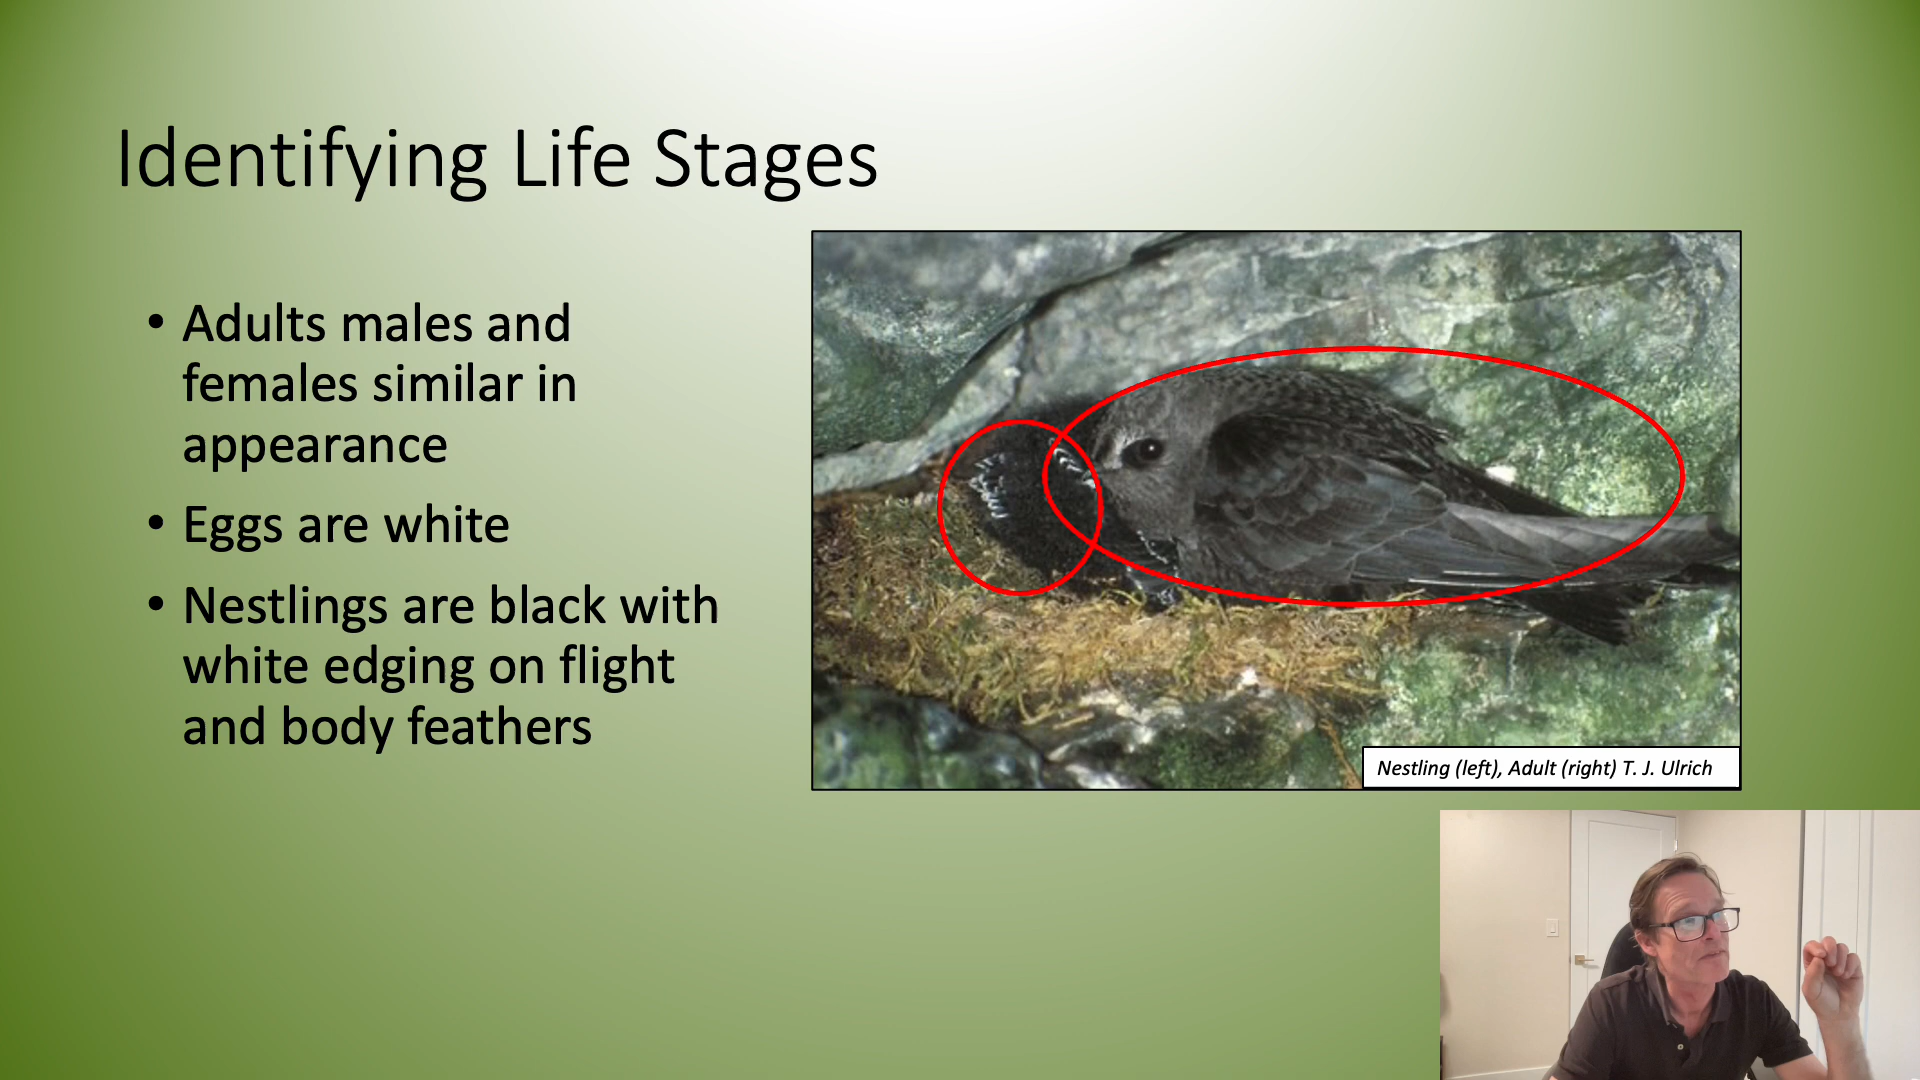 Identifying Life Stages
• Adults males and
females similar in
appearance
• Eggs are white
• Nestlings are black with
white edging on flight
and body feathers
Nestling (left), Adult (right) T. J. Ulrich